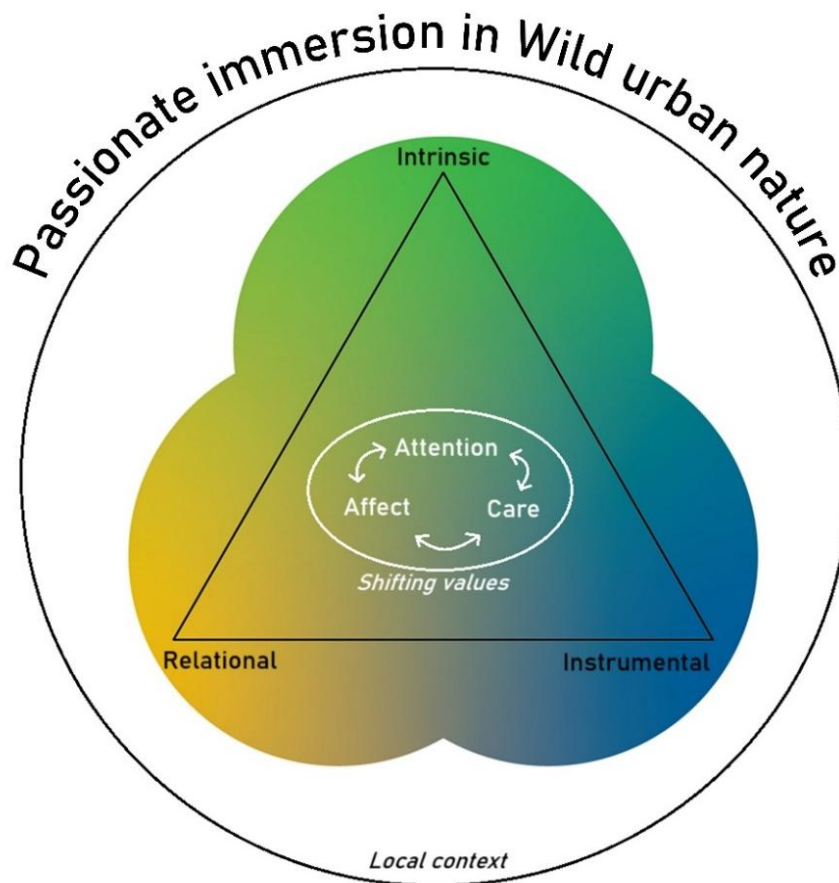 Passionate immersion in Wild urban nature
Intrinsic
Attention
Affect
Care
Shifting values
Relational
Instrumental
Local context